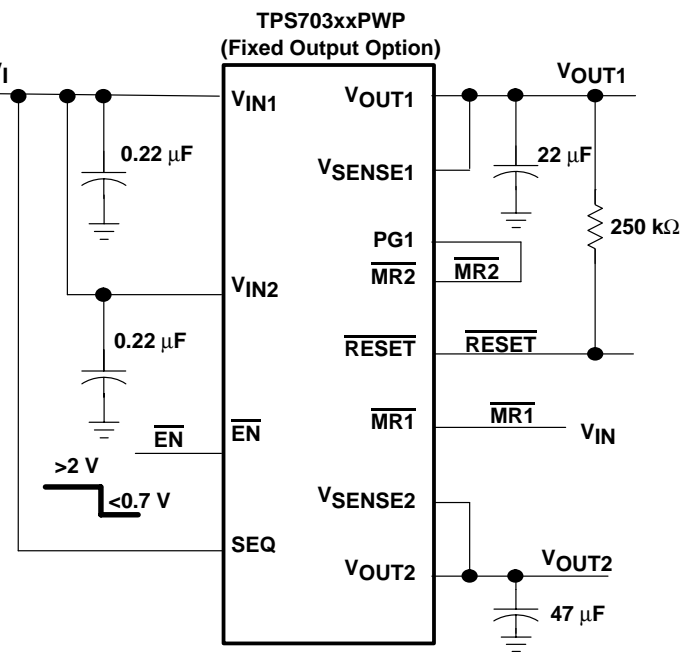 TPS703xxPWP
(Fixed Output Option)
VI
VIN1
VOUT1
VOUT1
0.22 μF
VSENSE1
22 μF
250 kΩ
PG1
MR2
MR2
VIN2
0.22 μF
RESET
RESET
EN
EN
MR1
MR1
VIN
>2 V
<0.7 V
VSENSE2
SEQ
VOUT2
VOUT2
47 μF